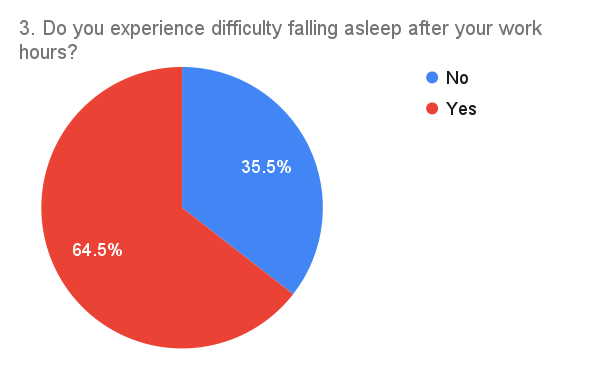 3. Do you experience difficulty falling asleep after your work
hours?
No
Yes
35.5%
64.5%